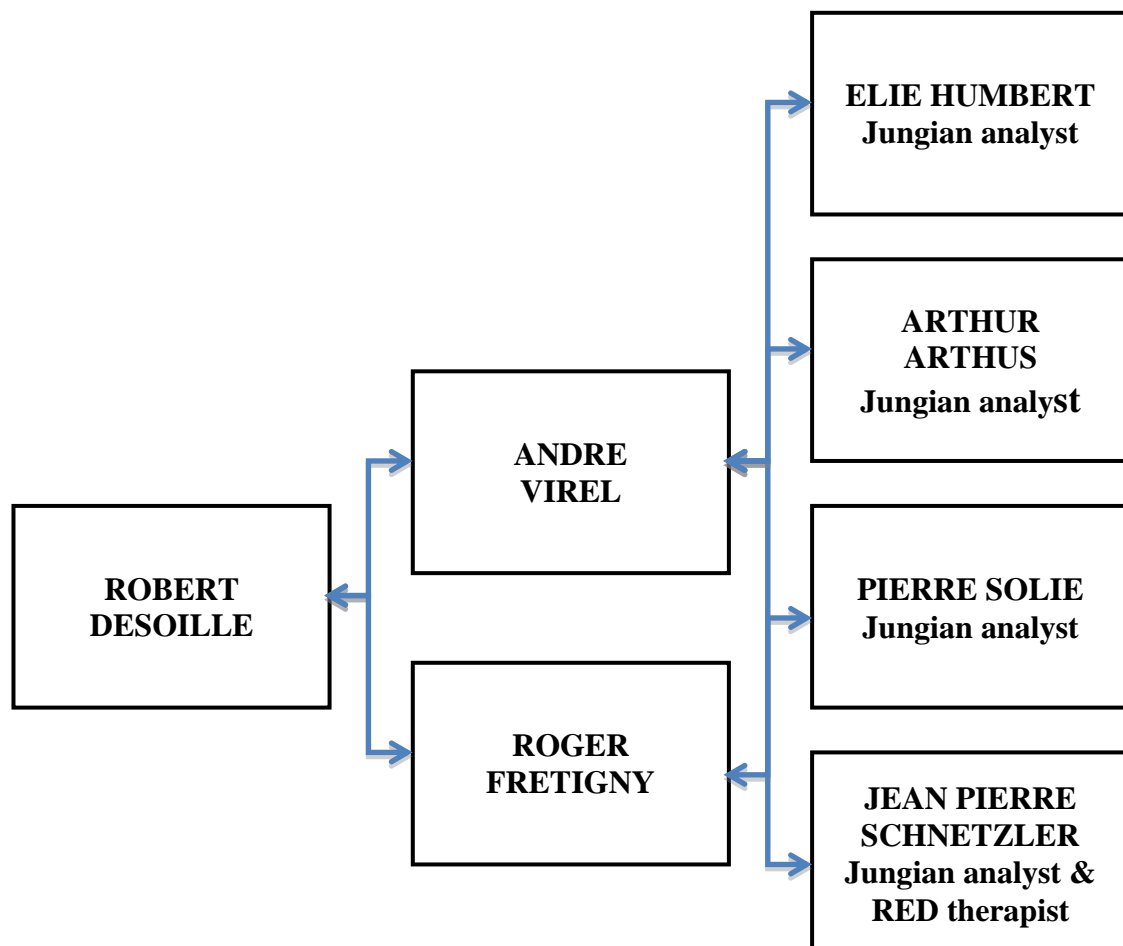 ELIE HUMBERT
Jungian analyst
ARTHUR
ARTHUS
Jungian analyst
ANDRE
VIREL
ROBERT
DESOILLE
PIERRE SOLIE
Jungian analyst
ROGER
FRETIGNY
JEAN PIERRE
SCHNETZLER
Jungian analyst &
RED therapist